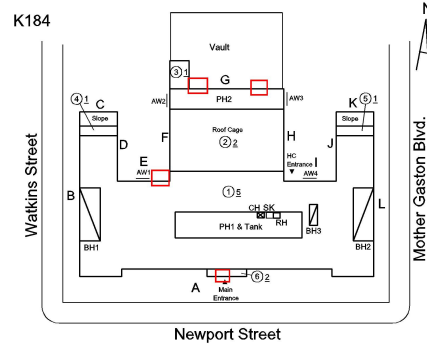 K184
N
Vault
③ 1
G
C
K
④ 1
⑤ 1
Slope
Slope
AW2
PH2
AW3
D
F
Roof Cage
② 2
H
J
E
HC
Entrance
I
AW1
AW4
Watkins Street
Mother Gaston Blvd.
B
① 5
L
CH SK
RH
PH1 & Tank
BH1
BH3
BH2
A
⑥ 2
Main
Entrance
Newport Street